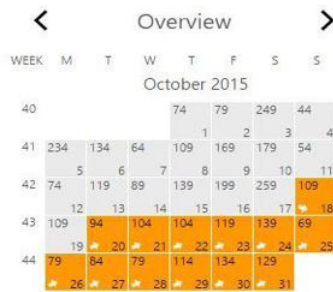 Overview
WEEK M T W T F S S
October 2015
40 74 79 249 44
1 2 3 4
41 234 134 64 109 169 179 54
5 6 7 8 9 10 11
42 74 119 89 139 199 259 109
12 13 14 15 16 17 18
43 109 94 104 104 119 139 69
19 20 21 22 23 24 25
44 79 84 79 114 134 129
26 27 28 29 30 31